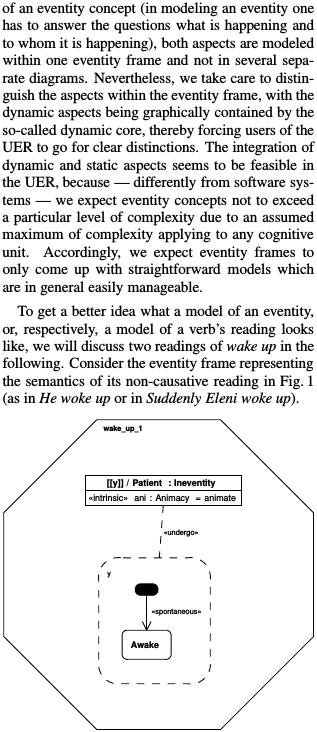 of an eventity concept (in modeling an eventity one
has to answer the questions what is happening and
to whom it is happening), both aspects are modeled
within one eventity frame and not in several sepa-
rate diagrams. Nevertheless, we take care to distin-
guish the aspects within the eventity frame, with the
dynamic aspects being graphically contained by the
so-called dynamic core, thereby forcing users of the
UER to go for clear distinctions. The integration of
dynamic and static aspects seems to be feasible in
the UER, because — differently from software sys-
tems — we expect eventity concepts not to exceed
a particular level of complexity due to an assumed
maximum of complexity applying to any cognitive
unit. Accordingly, we expect eventity frames to
only come up with straightforward models which
are in general easily manageable.
To get a better idea what a model of an eventity,
or, respectively, a model of a verb's reading looks
like, we will discuss two readings of wake up in the
following. Consider the eventity frame representing
the semantics of its non-causative reading in Fig. 1
(as in He woke up or in Suddenly Eleni woke up).
wake_up_1
[[y]] / Patient : Ineventity
«intrinsic» ani : Animacy = animate
«undergo»
y
«spontaneous»
Awake